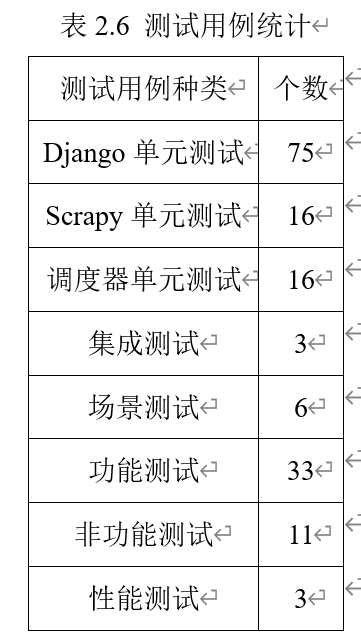 表 2.6 测试用例统计
测试用例种类 个数
Django 单元测试 75
Scrapy 单元测试 16
调度器单元测试 16
集成测试 3
场景测试 6
功能测试 33
非功能测试 11
性能测试 3